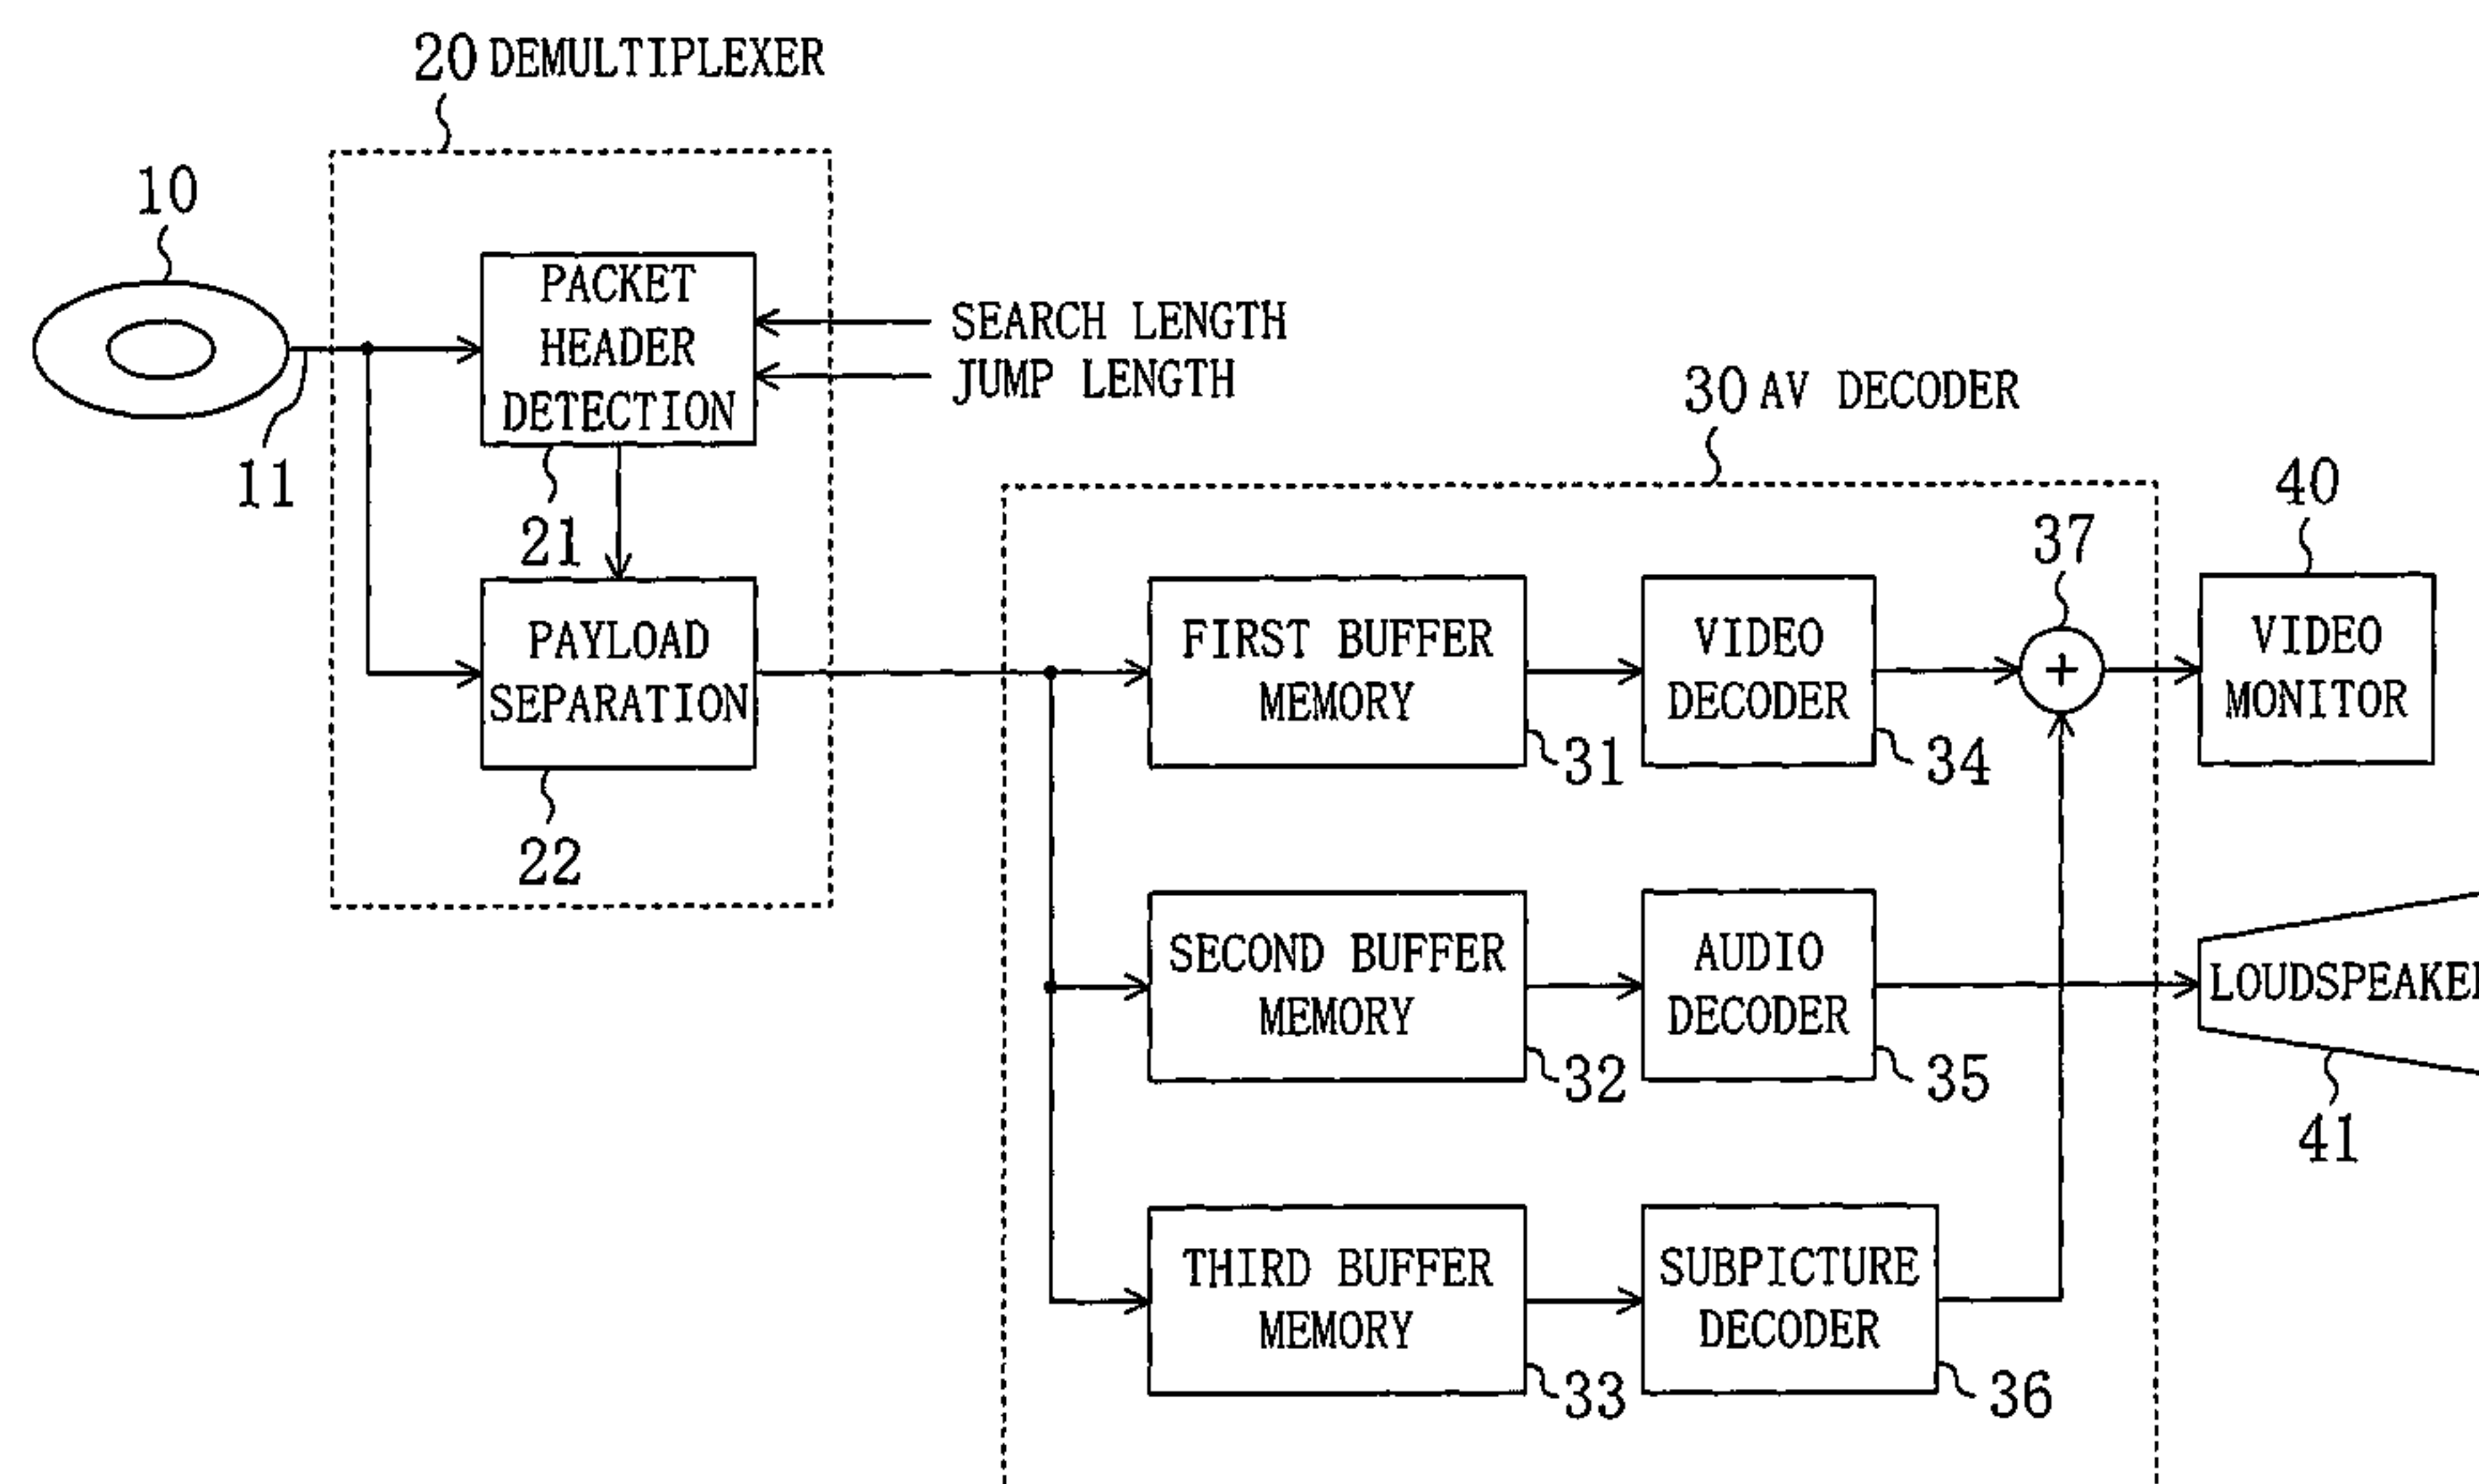 20 DEMULTIPLEXER
10
11
PACKET
HEADER
DETECTION
21
SEARCH LENGTH
JUMP LENGTH
PAYLOAD
SEPARATION
22
30 AV DECODER
FIRST BUFFER
MEMORY
31
VIDEO
DECODER
34
37
+
40
VIDEO
MONITOR
SECOND BUFFER
MEMORY
32
AUDIO
DECODER
35
LOUDSPEAKER
41
THIRD BUFFER
MEMORY
33
SUBPICTURE
DECODER
36